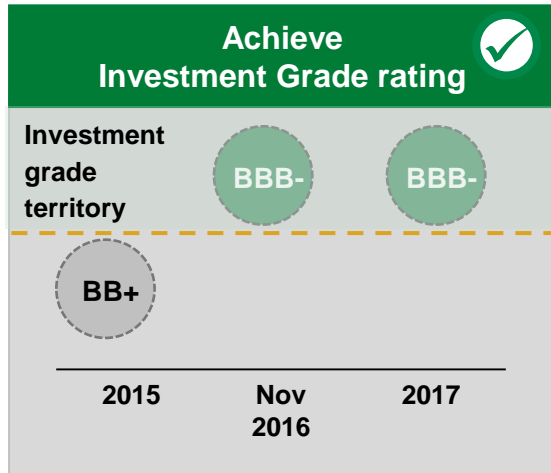 Achieve
Investment Grade rating
Investment
grade
territory
BBB-
BBB-
BB+
2015
Nov
2016
2017